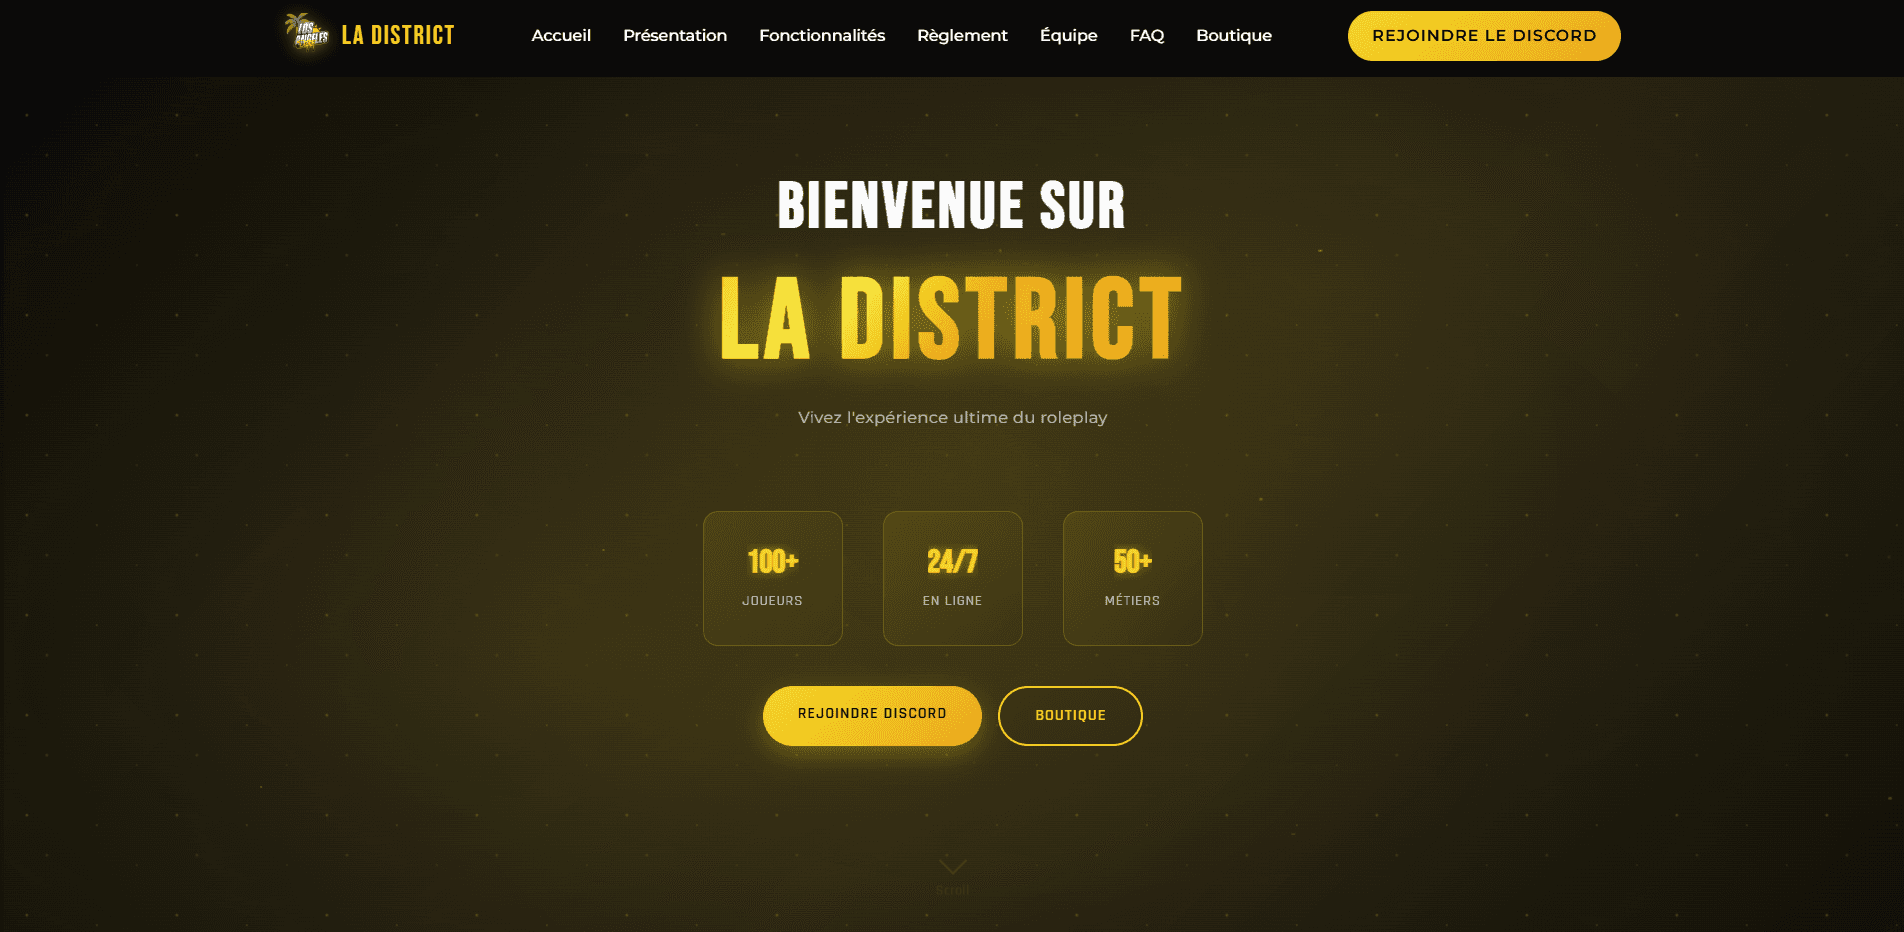 LOS
ANGELES
LA DISTRICT
Accueil
Présentation
Fonctionnalités
Règlement
Équipe
FAQ
Boutique
REJOINDRE LE DISCORD
BIENVENUE SUR
LA DISTRICT
Vivez l'expérience ultime du roleplay
100+
JOUEURS
24/7
EN LIGNE
50+
MÉTIERS
REJOINDRE DISCORD
BOUTIQUE
Scroll